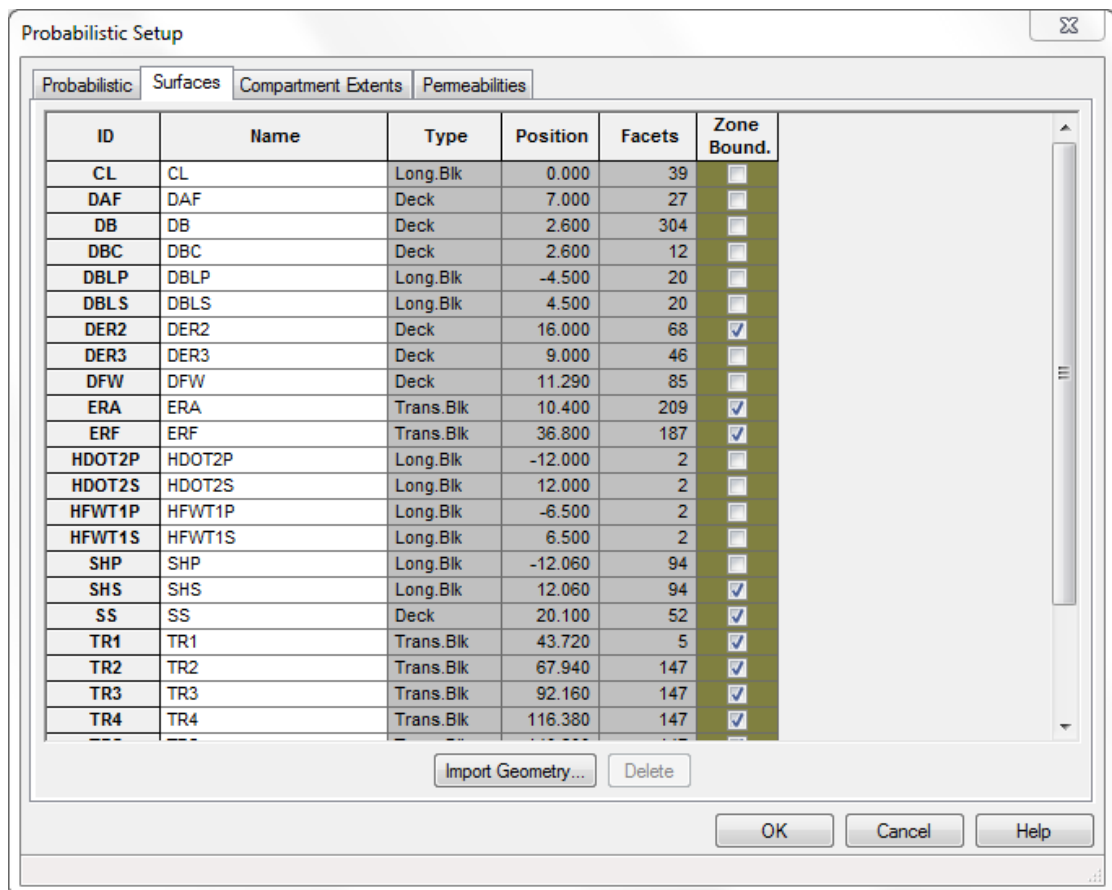 Probabilistic Setup
Probabilistic Surfaces Compartment Extents Permeabilities
ID Name Type Position Facets Zone Bound.
CL CL Long.Blk 0.000 39
DAF DAF Deck 7.000 27
DB DB Deck 2.600 304
DBC DBC Deck 2.600 12
DBLP DBLP Long.Blk -4.500 20
DBLS DBLS Long.Blk 4.500 20
DER2 DER2 Deck 16.000 68
DER3 DER3 Deck 9.000 46
DFW DFW Deck 11.290 85
ERA ERA Trans.Blk 10.400 209
ERF ERF Trans.Blk 36.800 187
HDOT2P HDOT2P Long.Blk -12.000 2
HDOT2S HDOT2S Long.Blk 12.000 2
HFWT1P HFWT1P Long.Blk -6.500 2
HFWT1S HFWT1S Long.Blk 6.500 2
SHP SHP Long.Blk -12.060 94
SHS SHS Long.Blk 12.060 94
SS SS Deck 20.100 52
TR1 TR1 Trans.Blk 43.720 5
TR2 TR2 Trans.Blk 67.940 147
TR3 TR3 Trans.Blk 92.160 147
TR4 TR4 Trans.Blk 116.380 147
Import Geometry... Delete
OK Cancel Help